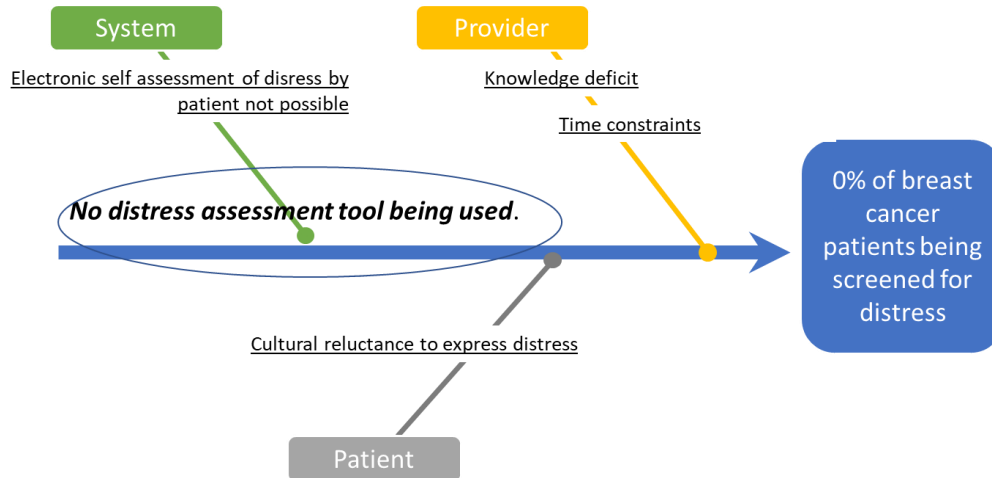 System
Provider
Electronic self assessment of disress by
patient not possible
Knowledge deficit
Time constraints
No distress assessment tool being used.
0% of breast
cancer
patients being
screened for
distress
Cultural reluctance to express distress
Patient